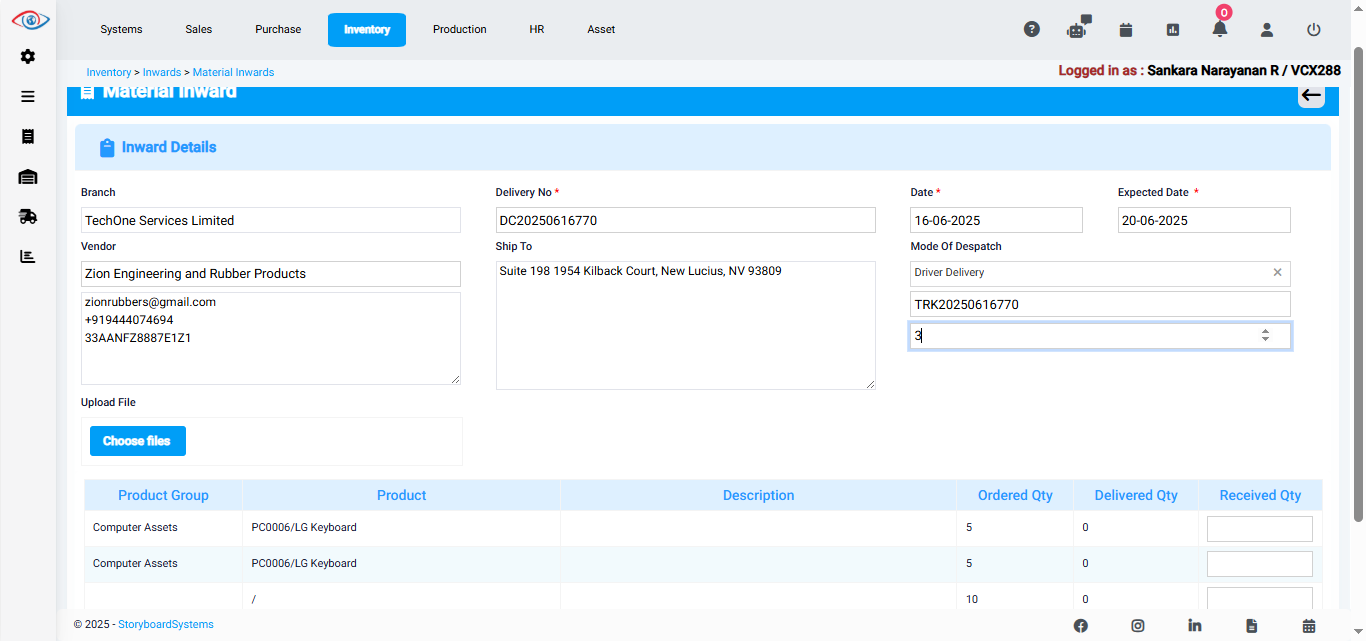 Systems Sales Purchase Inventory Production HR Asset 0
Inventory > Inwards > Material Inwards Logged in as : Sankara Narayanan R / VCX288
Material Inward
Inward Details
Branch Delivery No * Date * Expected Date *
TechOne Services Limited DC20250616770 16-06-2025 20-06-2025
Vendor Ship To Mode Of Despatch
Zion Engineering and Rubber Products Suite 198 1954 Kilback Court, New Lucius, NV 93809 Driver Delivery ×
zionrubbers@gmail.com TRK20250616770
+919444074694
33AANFZ8887E1Z1 3
Upload File
Choose files
Product Group Product Description Ordered Qty Delivered Qty Received Qty
Computer Assets PC0006/LG Keyboard 5 0
Computer Assets PC0006/LG Keyboard 5 0
/ 10 0
© 2025 - StoryboardSystems